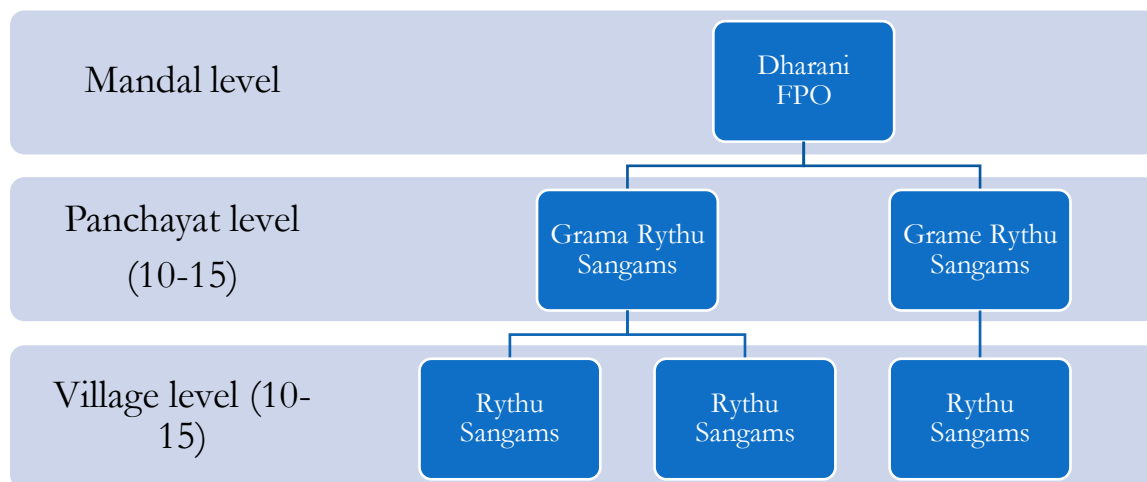 Mandal level
Dharani
FPO
Panchayat level
(10-15)
Grama Rythu
Sangams
Grame Rythu
Sangams
Village level (10-
15)
Rythu
Sangams
Rythu
Sangams
Rythu
Sangams